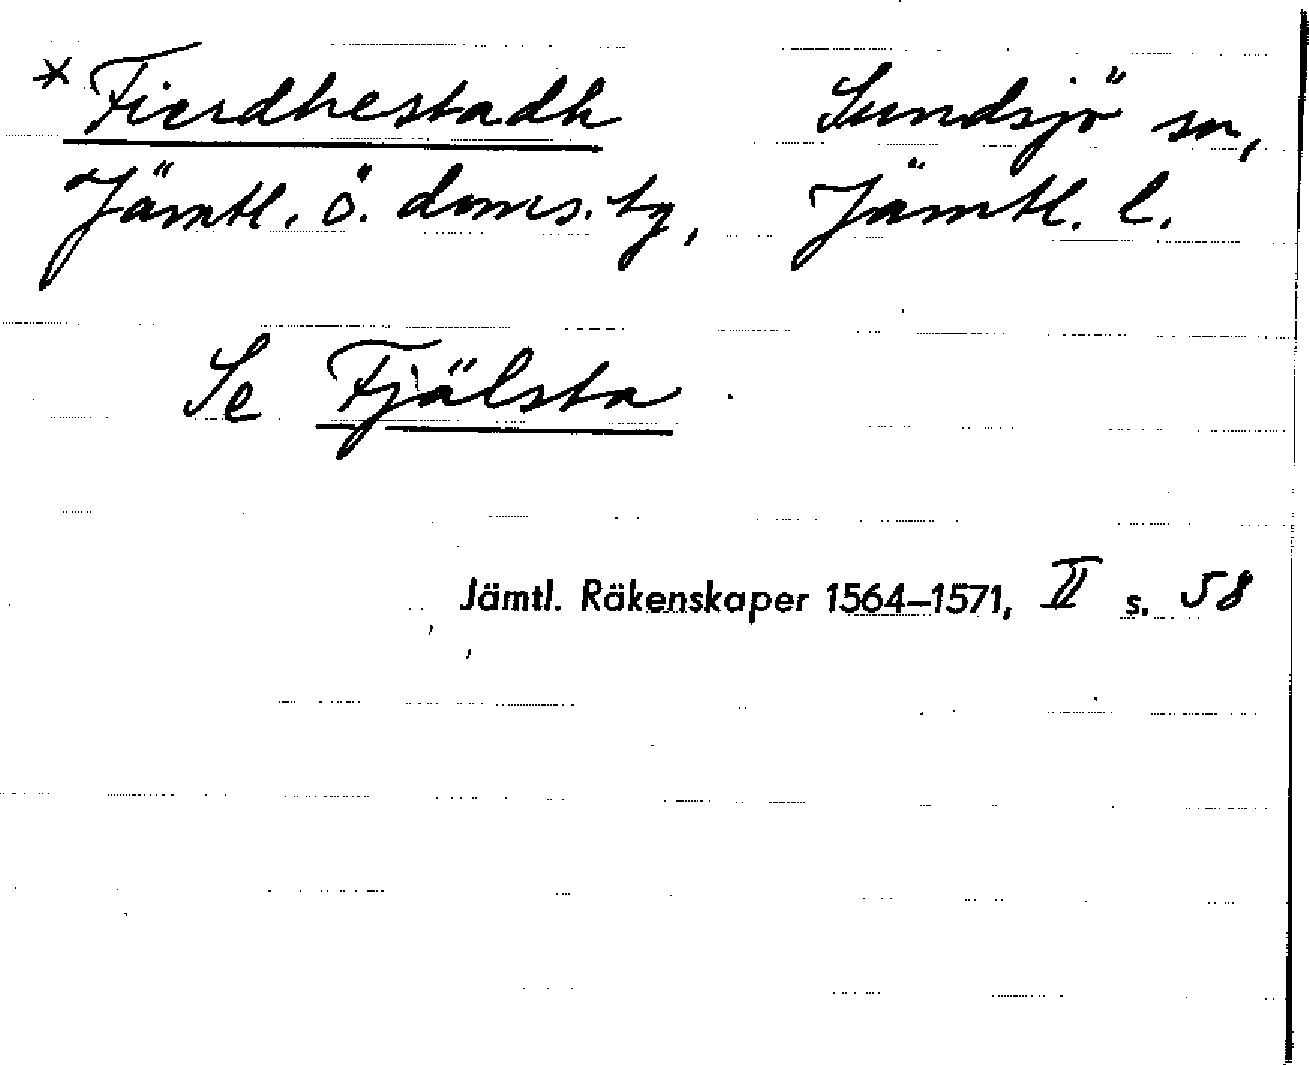 * Fierdhestadh Sundsjö sn,
Jämtl. ö. doms. tg, Jämtl. l.
Se Fjälsta.
Jämtl. Räkenskaper 1564–1571, II s. 58